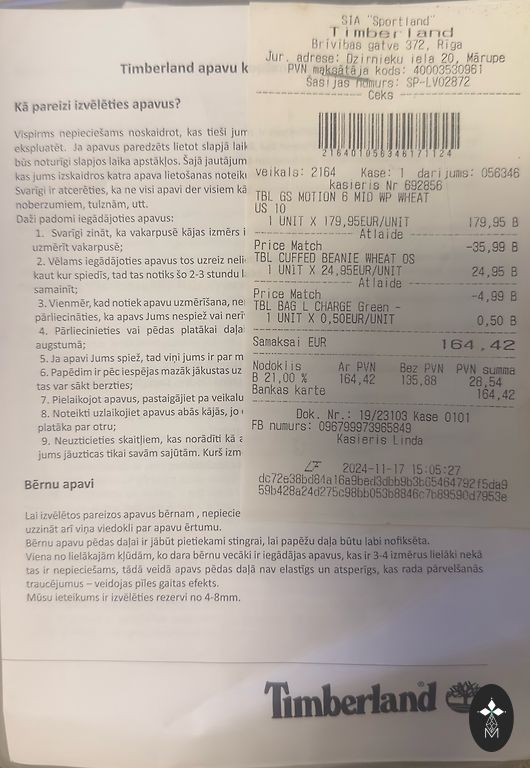 Timberland apavu k
Kā pareizi izvēlēties apavus?
Vispirms nepieciešams noskaidrot, kas tieši jum
ekspluatēt. Ja apavus paredzēts lietot slapjā laik
būs noturīgi slapjos laika apstākļos. Šajā jautājum
kas jums izskaidros katra apava lietošanas noteik
Svarīgi ir atcerēties, ka ne visi apavi der visiem kā
noberzumiem, tulznām, utt.
Daži padomi iegādājoties apavus:
1. Svarīgi zināt, ka vakarpusē kājas izmērs i
uzmērīt vakarpusē;
2. Vēlams iegādājoties apavus tos uzreiz neli
kaut kur spiedīs, tad tas notiks šo 2-3 stundu l
samainīt;
3. Vienmēr, kad notiek apavu uzmērīšana, ne
pārliecināties, ka apavs Jums nespiež vai nerī
4. Pārliecinieties vai pēdas platākai daļa
augstumā;
5. Ja apavi Jums spiež, tad viņi jums ir par m
6. Papēdim ir pēc iespējas mazāk jākustas uz
tas var sākt berzties;
7. Pielaikojot apavus, pastaigājiet pa veikalu
8. Noteikti uzlaikojiet apavus abās kājās, jo
platāka par otru;
9. Neuzticieties skaitļiem, kas norādīti kā a
jums jāuzticas tikai savām sajūtām. Kurš izm
Bērnu apavi
Lai izvēlētos pareizos apavus bērnam , nepiecie
uzzināt arī viņa viedokli par apavu ērtumu.
Bērnu apavu pēdas daļai ir jābūt pietiekami stingrai, lai papēžu daļa būtu labi nofiksēta.
Viena no lielākajām kļūdām, ko dara bērnu vecāki ir iegādājas apavus, kas ir 3-4 izmērus lielāki nekā
tas ir nepieciešams, tādā veidā apavs pēdas daļā nav elastīgs un atsperīgs, kas rada pārvelšanās
traucējumus – veidojas pīles gaitas efekts.
Mūsu ieteikums ir izvēlēties rezervi no 4-8mm.
Timberland®
M
SIA "Sportland"
Timberland
Brīvības gatve 372, Rīga
Jur. adrese: Dzirnieku iela 20, Mārupe
PVN maksātāja kods: 40003530961
Šasijas numurs: SP-LV02872
Čeks
2164010563461711 24
Veikals: 2164 Kase: 1 darījums: 056346
kasieris Nr 692856
TBL GS MOTION 6 MID WP WHEAT
US 10
1 UNIT X 179,95EUR/UNIT 179,95 B
Atlaide
Price Match -35,99 B
TBL CUFFED BEANIE WHEAT OS
1 UNIT X 24,95EUR/UNIT 24,95 B
Atlaide
Price Match -4,99 B
TBL BAG L CHARGE Green -
1 UNIT X 0,50EUR/UNIT 0,50 B
Samaksai EUR 164,42
Nodoklis Ar PVN Bez PVN PVN summa
B 21,00 % 164,42 135,88 28,54
Bankas karte 164,42
Dok. Nr.: 19/23103 Kase 0101
FB numurs: 096799973965849
Kasieris Linda
2024-11-17 15:05:27